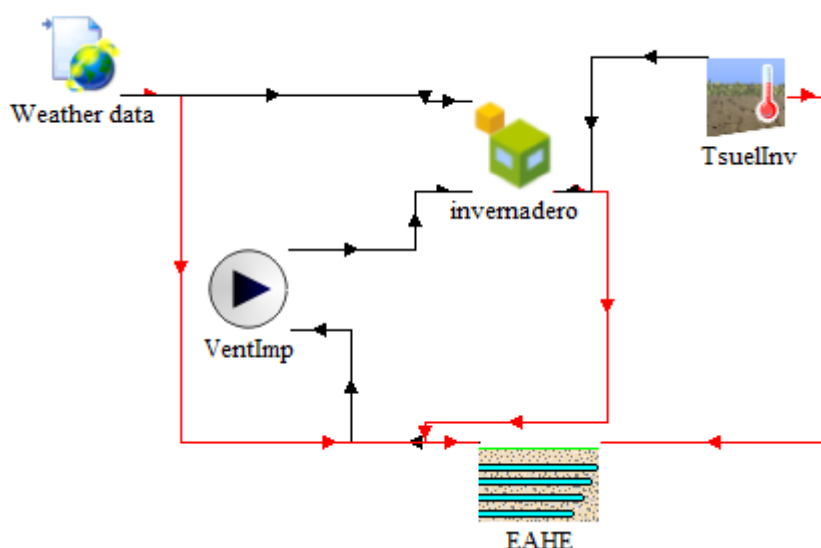 Weather data
TsuelInv
invernadero
VentImp
EAHE